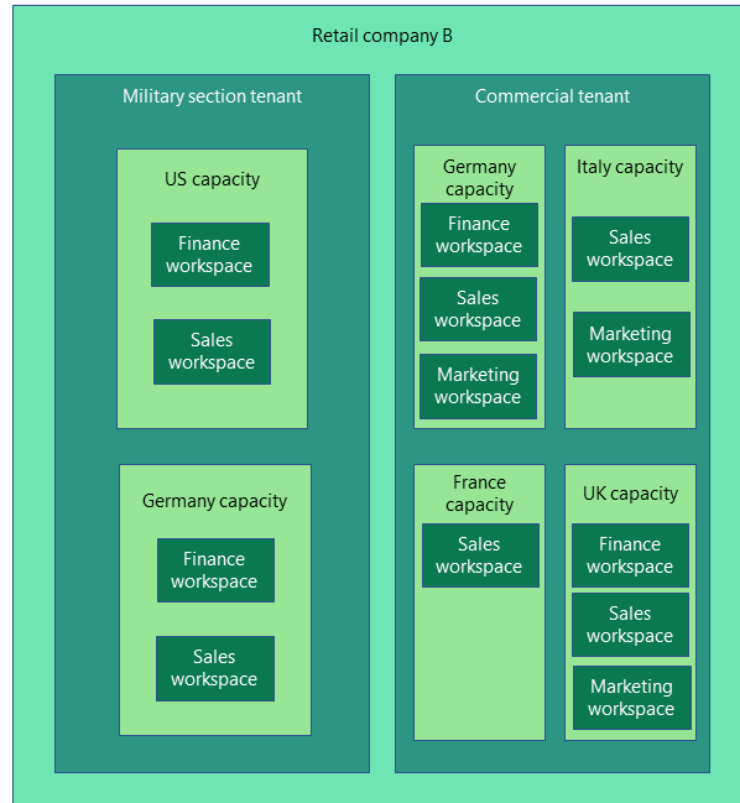 Retail company B
Military section tenant
US capacity
Finance
workspace
Sales
workspace
Germany capacity
Finance
workspace
Sales
workspace
Commercial tenant
Germany
capacity
Finance
workspace
Sales
workspace
Marketing
workspace
Italy capacity
Sales
workspace
Marketing
workspace
France
capacity
Sales
workspace
UK capacity
Finance
workspace
Sales
workspace
Marketing
workspace